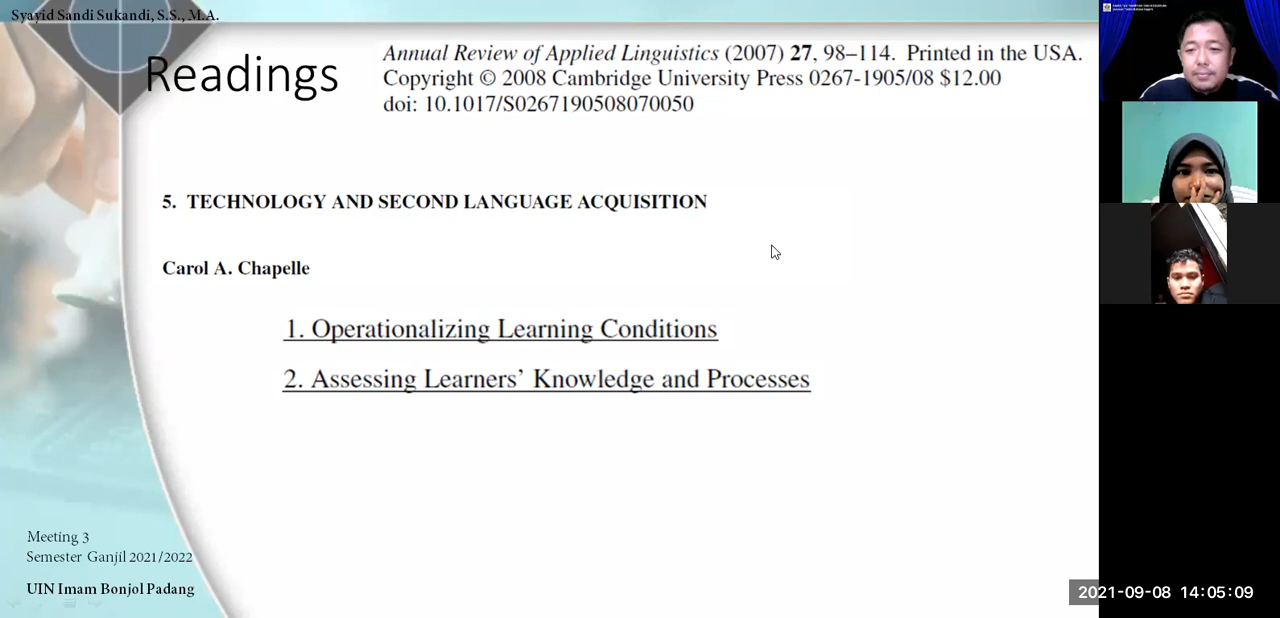 Syayid Sandi Sukandi, S.S., M.A.
Readings
Annual Review of Applied Linguistics (2007) 27, 98–114. Printed in the USA.
Copyright © 2008 Cambridge University Press 0267-1905/08 $12.00
doi: 10.1017/S0267190508070050
5. TECHNOLOGY AND SECOND LANGUAGE ACQUISITION
Carol A. Chapelle
1. Operationalizing Learning Conditions
2. Assessing Learners’ Knowledge and Processes
Meeting 3
Semester Ganjil 2021/2022
UIN Imam Bonjol Padang
2021-09-08 14:05:09